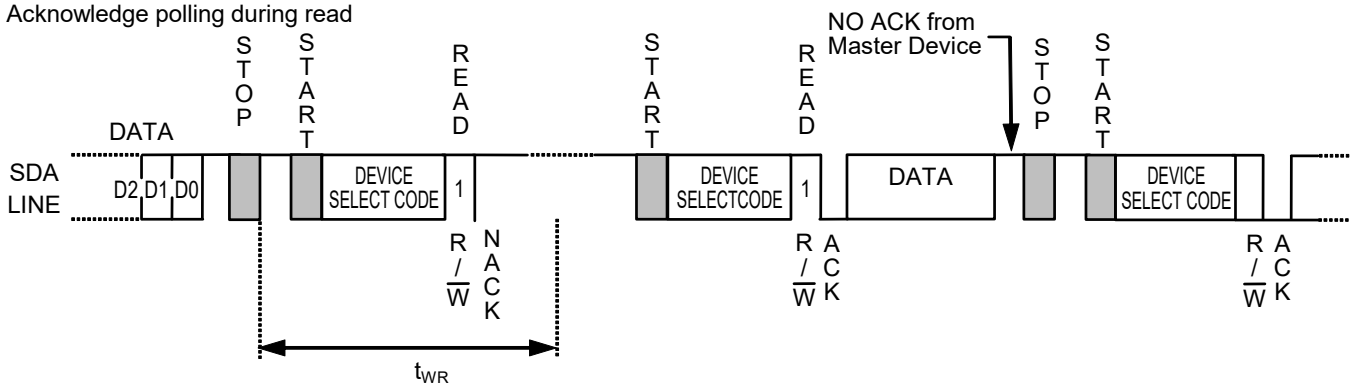 Acknowledge polling during read
NO ACK from
Master Device
STOP
START
READ
START
READ
STOP
START
DATA
SDA
LINE
D2 D1 D0
DEVICE
SELECT CODE
1
DEVICE
SELECTCODE
1
DATA
DEVICE
SELECT CODE
R/W
NACK
R/W
ACK
R/W
ACK
tWR